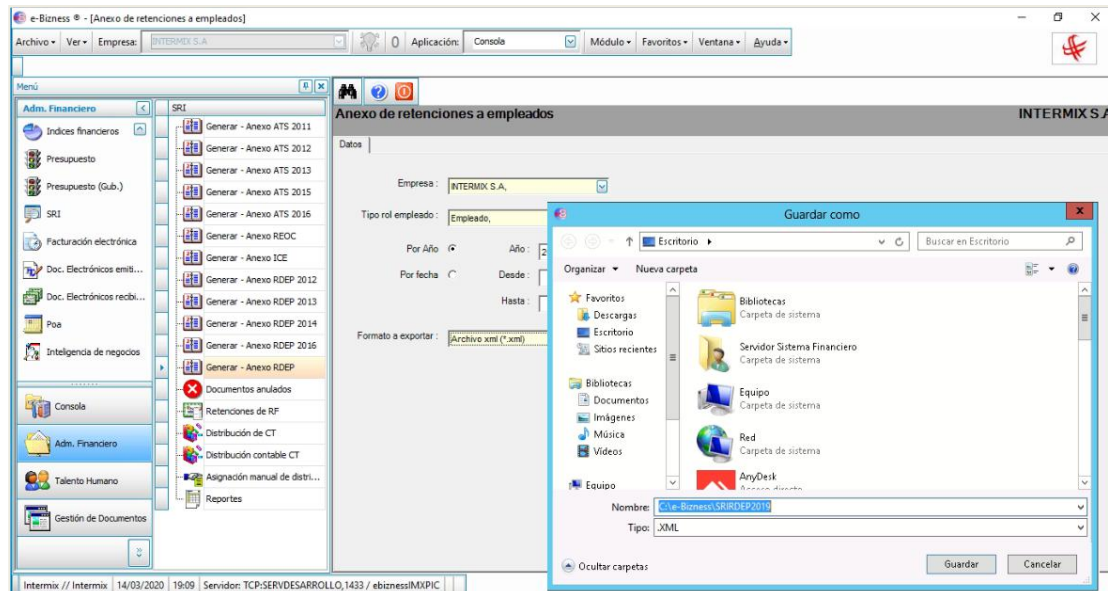 e-Bizness ® - [Anexo de retenciones a empleados]
Archivo Ver Empresa: INTERMIX S.A 0 Aplicación: Consola Módulo Favoritos Ventana Ayuda
Menú
Adm. Financiero
Indices financieros
Presupuesto
Presupuesto (Gub.)
SRI
Facturación electrónica
Doc. Electrónicos emiti...
Doc. Electrónicos recibi...
Poa
Inteligencia de negocios
Consola
Adm. Financiero
Talento Humano
Gestión de Documentos
SRI
Generar - Anexo ATS 2011
Generar - Anexo ATS 2012
Generar - Anexo ATS 2013
Generar - Anexo ATS 2015
Generar - Anexo ATS 2016
Generar - Anexo REOC
Generar - Anexo ICE
Generar - Anexo RDEP 2012
Generar - Anexo RDEP 2013
Generar - Anexo RDEP 2014
Generar - Anexo RDEP 2016
Generar - Anexo RDEP
Documentos anulados
Retenciones de RF
Distribución de CT
Distribución contable CT
Asignación manual de distri...
Reportes
Anexo de retenciones a empleados INTERMIX S.A
Datos
Empresa : INTERMIX S.A,
Tipo rol empleado : Empleado,
Por Año Año : 2
Por fecha Desde :
Hasta :
Formato a exportar : Archivo xml (*.xml)
Guardar como
Escritorio Buscar en Escritorio
Organizar Nueva carpeta
Favoritos
Descargas
Escritorio
Sitios recientes
Bibliotecas
Documentos
Imágenes
Música
Vídeos
Equipo
Bibliotecas
Carpeta de sistema
Servidor Sistema Financiero
Carpeta de sistema
Equipo
Carpeta de sistema
Red
Carpeta de sistema
AnyDesk
Acceso directo
Nombre: C:\e-Bizness\SRIRDEP2019
Tipo: .XML
Ocultar carpetas Guardar Cancelar
Intermix // Intermix 14/03/2020 19:09 Servidor: TCP:SERVDESARROLLO,1433 / ebiznessIMXPIC